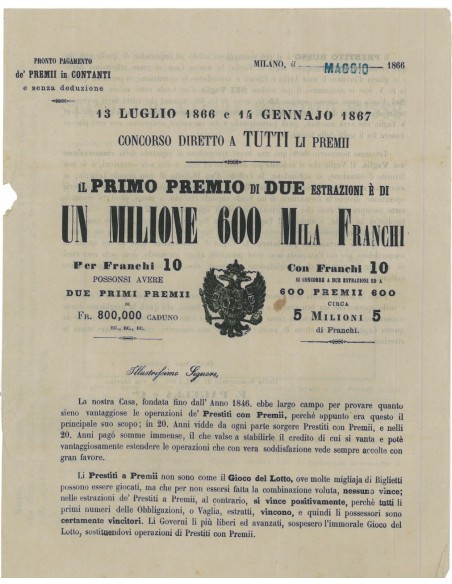 PRONTO PAGAMENTO
de' PREMII in CONTANTI
e senza deduzione
MILANO, il MAGGIO 1866
13 LUGLIO 1866 e 14 GENNAJO 1867
CONCORSO DIRETTO A TUTTI LI PREMII
IL PRIMO PREMIO DI DUE ESTRAZIONI È DI
UN MILIONE 600 MILA FRANCHI
Per Franchi 10
POSSONSI AVERE
DUE PRIMI PREMII
DI
FR. 800,000 CADUNO
EC., EC., EC.
Con Franchi 10
SI CONCORRE A DUE ESTRAZIONI ED A
600 PREMII 600
CIRCA
5 MILIONI 5
di Franchi.
Illustrissimo Signore,
La nostra Casa, fondata fino dall' Anno 1846. ebbe largo campo per provare quanto
sieno vantaggiose le operazioni de' Prestiti con Premii, perchè appunto era questo il
principale suo scopo; in 20. Anni vidde da ogni parte sorgere Prestiti con Premii, e nelli
20. Anni pagò somme immense, il che valse a stabilirle il credito di cui si vanta e potè
vantaggiosamente estendere le operazioni che con vera soddisfazione vede sempre accolte con
gran favore.
Li Prestiti a Premii non sono come il Gioco del Lotto, ove molte migliaja di Biglietti
possono essere giocati, ma che per non essersi fatta la combinazione voluta, nessuno vince;
nelle estrazioni de' Prestiti a Premii, al contrario, si vince positivamente, perchè tutti li
primi numeri delle Obbligazioni, o Vaglia, estratti, vincono, e quindi li possessori sono
certamente vincitori. Li Governi li più liberi ed avanzati, sospesero l'immorale Gioco del
Lotto, sostituendovi operazioni di Prestiti con Premii.